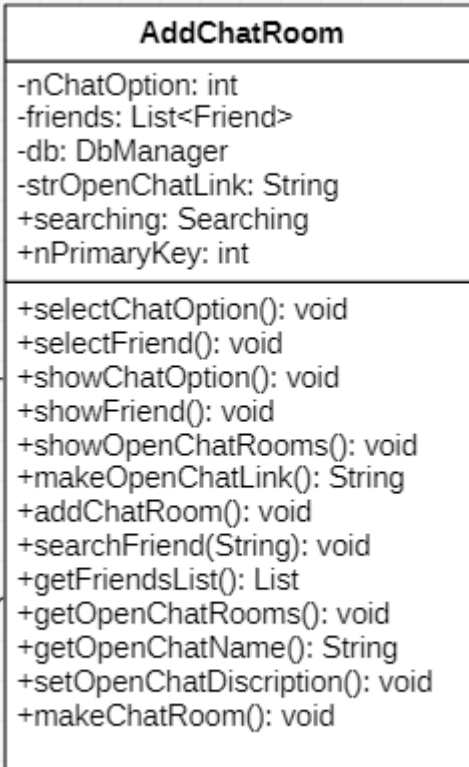 AddChatRoom
-nChatOption: int
-friends: List<Friend>
-db: DbManager
-strOpenChatLink: String
+searching: Searching
+nPrimaryKey: int
+selectChatOption(): void
+selectFriend(): void
+showChatOption(): void
+showFriend(): void
+showOpenChatRooms(): void
+makeOpenChatLink(): String
+addChatRoom(): void
+searchFriend(String): void
+getFriendsList(): List
+getOpenChatRooms(): void
+getOpenChatName(): String
+setOpenChatDiscription(): void
+makeChatRoom(): void